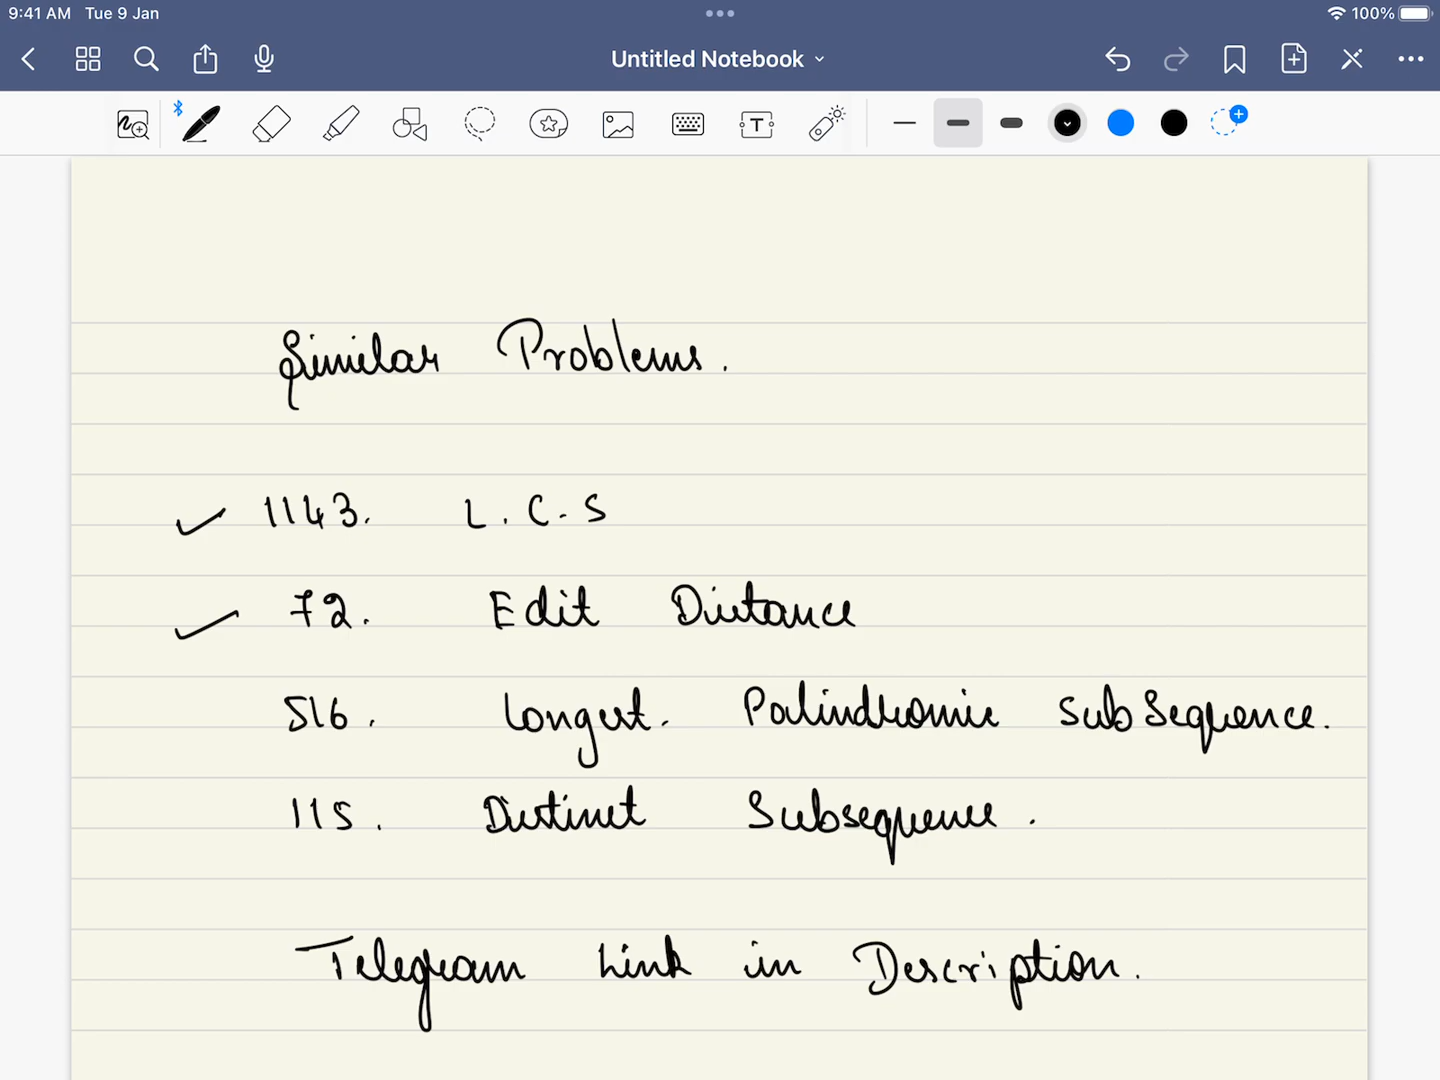 9:41 AM Tue 9 Jan 100%
Untitled Notebook
T
Similar Problems.
1143. L.C.S
72. Edit Distance
516. Longest. Palindromic SubSequence.
115. Distinct Subsequence.
Telegram Link in Description.